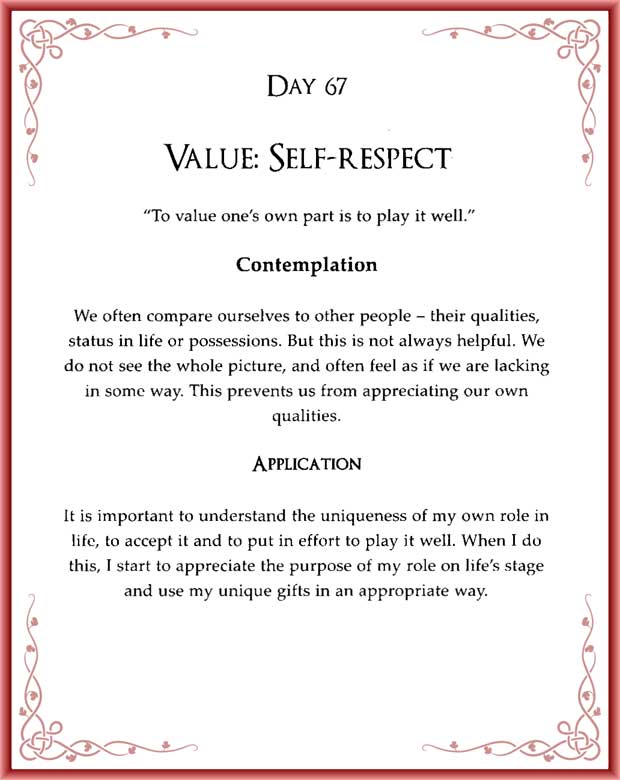 DAY 67
VALUE: SELF-RESPECT
“To value one’s own part is to play it well.”
Contemplation
We often compare ourselves to other people – their qualities,
status in life or possessions. But this is not always helpful. We
do not see the whole picture, and often feel as if we are lacking
in some way. This prevents us from appreciating our own
qualities.
APPLICATION
It is important to understand the uniqueness of my own role in
life, to accept it and to put in effort to play it well. When I do
this, I start to appreciate the purpose of my role on life’s stage
and use my unique gifts in an appropriate way.